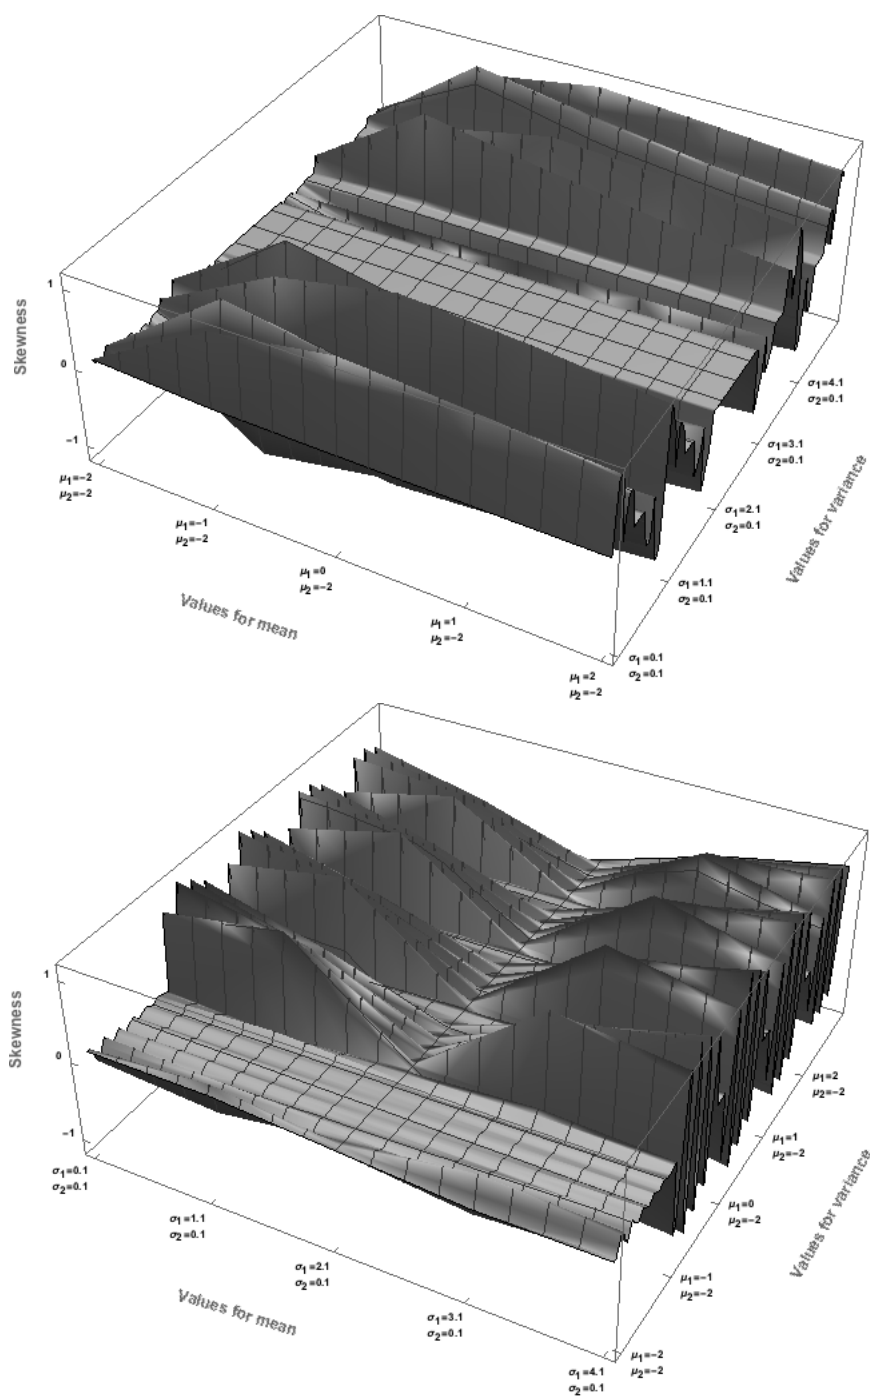 1
Skewness
0
−1
μ1=−2
μ2=−2
μ1=−1
μ2=−2
μ1=0
μ2=−2
μ1=1
μ2=−2
μ1=2
μ2=−2
Values for mean
σ1=4.1
σ2=0.1
σ1=3.1
σ2=0.1
σ1=2.1
σ2=0.1
σ1=1.1
σ2=0.1
σ1=0.1
σ2=0.1
Values for variance
1
Skewness
0
−1
σ1=0.1
σ2=0.1
σ1=1.1
σ2=0.1
σ1=2.1
σ2=0.1
σ1=3.1
σ2=0.1
σ1=4.1
σ2=0.1
Values for mean
μ1=2
μ2=−2
μ1=1
μ2=−2
μ1=0
μ2=−2
μ1=−1
μ2=−2
μ1=−2
μ2=−2
Values for variance